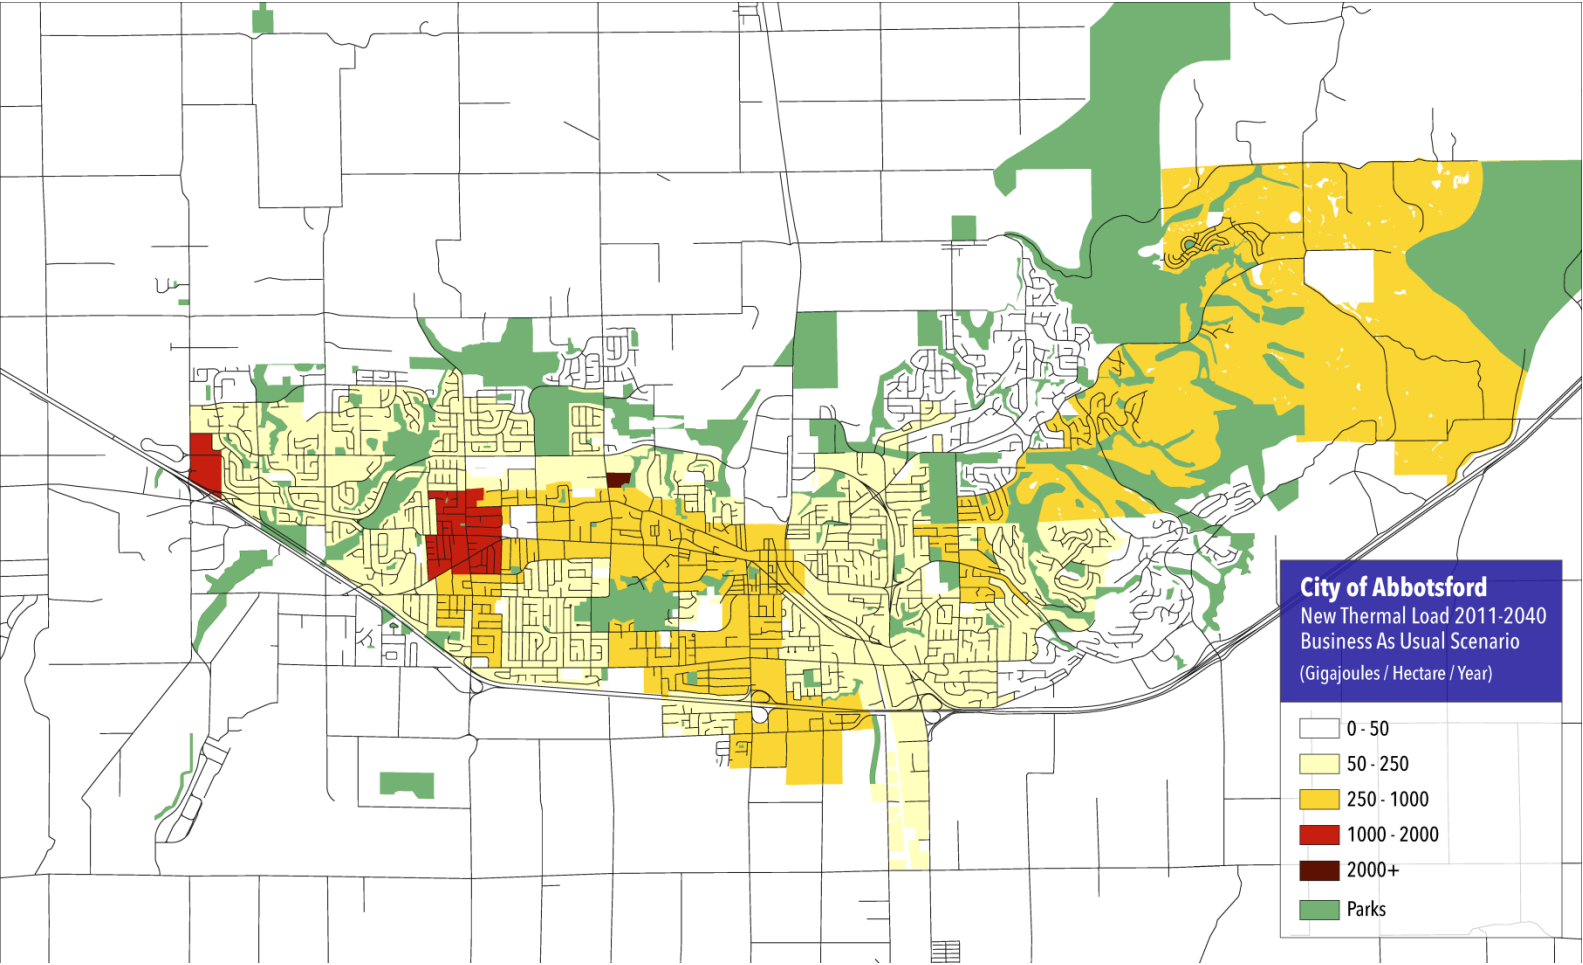 City of Abbotsford
New Thermal Load 2011-2040
Business As Usual Scenario
(Gigajoules / Hectare / Year)
0 - 50
50 - 250
250 - 1000
1000 - 2000
2000+
Parks